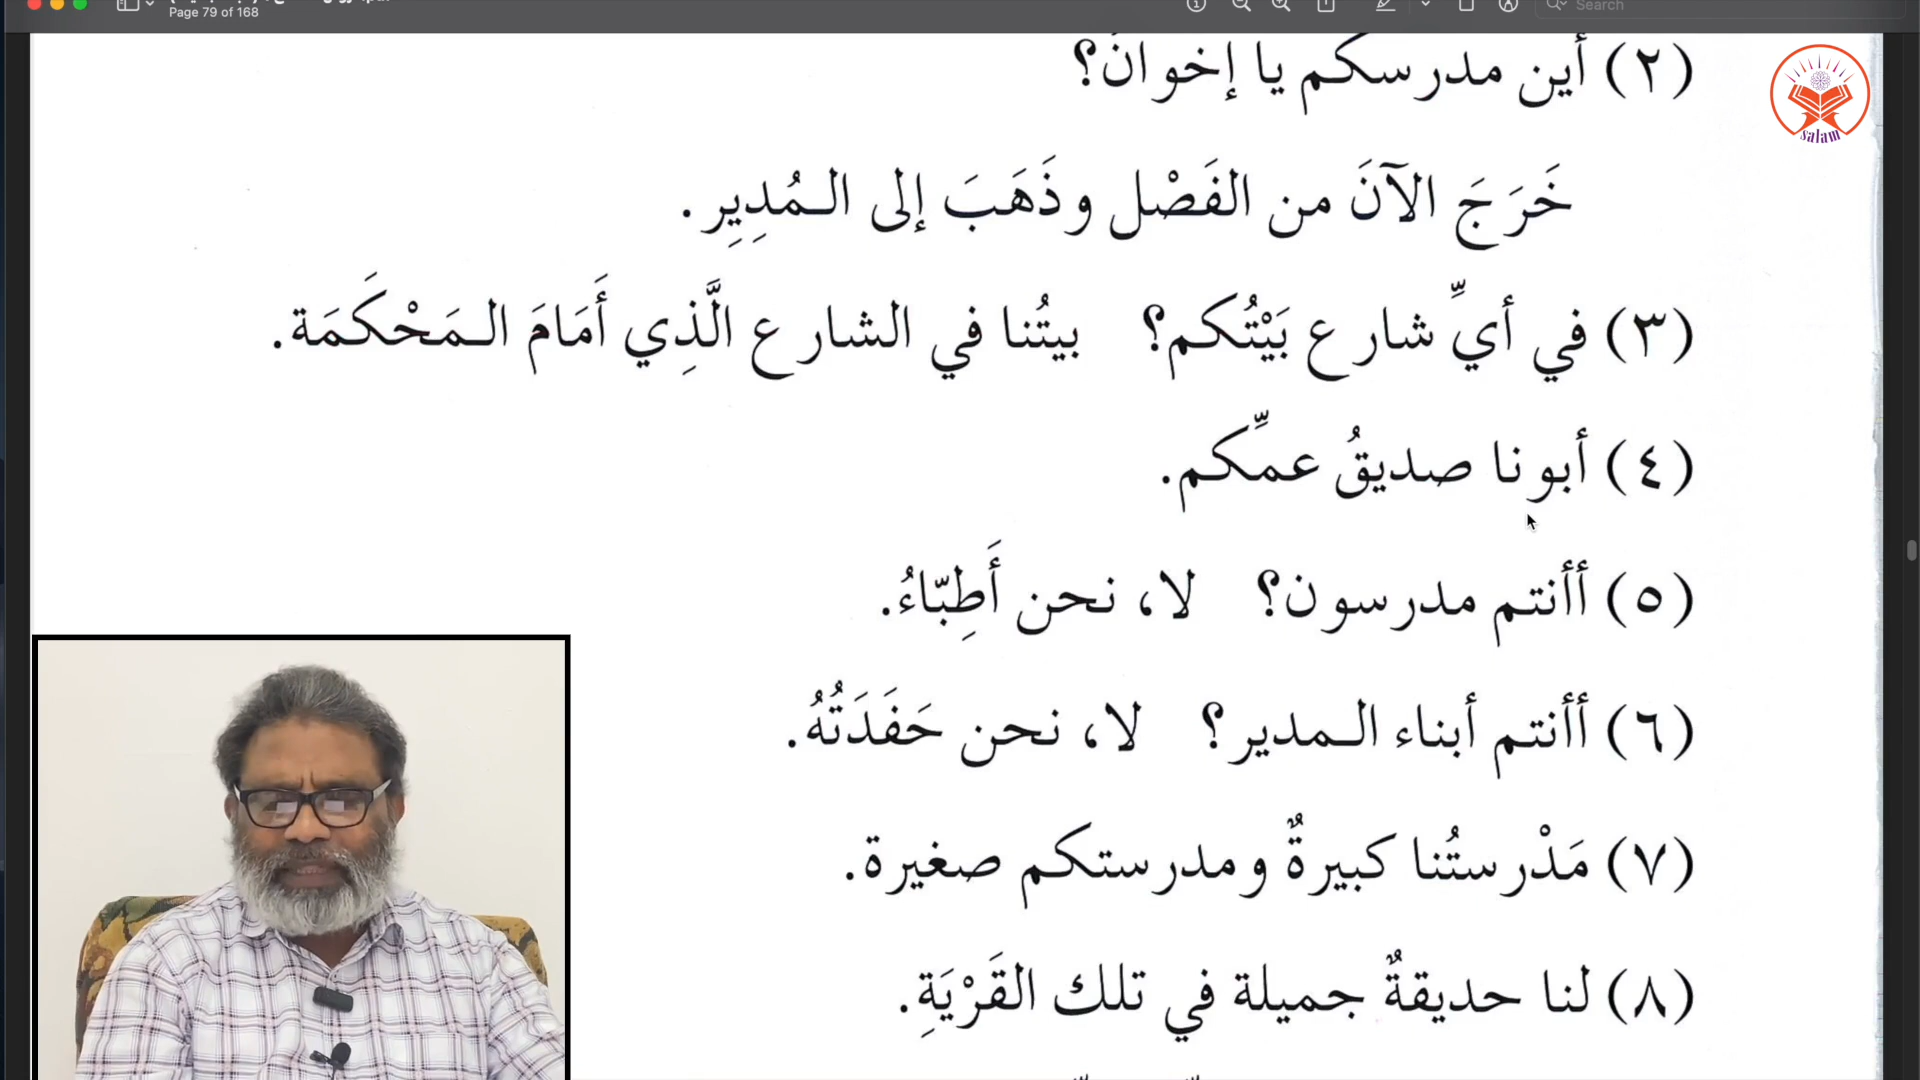 Page 79 of 168
Search
salam
(٢) أين مدرسكم يا إخوانُ؟
خَرَجَ الآنَ من الفَصْل وذَهَبَ إلى الـمُدِيرِ.
(٣) في أيِّ شارع بَيْتُكم؟ بيتُنا في الشارع الَّذِي أَمَامَ الـمَحْكَمَة.
(٤) أبونا صديقُ عمِّكم.
(٥) أأنتم مدرسون؟ لا، نحن أَطِبّاءُ.
(٦) أأنتم أبناء الـمدير؟ لا، نحن حَفَدَتُهُ.
(٧) مَدْرستُنا كبيرةٌ ومدرستكم صغيرة.
(٨) لنا حديقةٌ جميلة في تلك القَرْيَةِ.